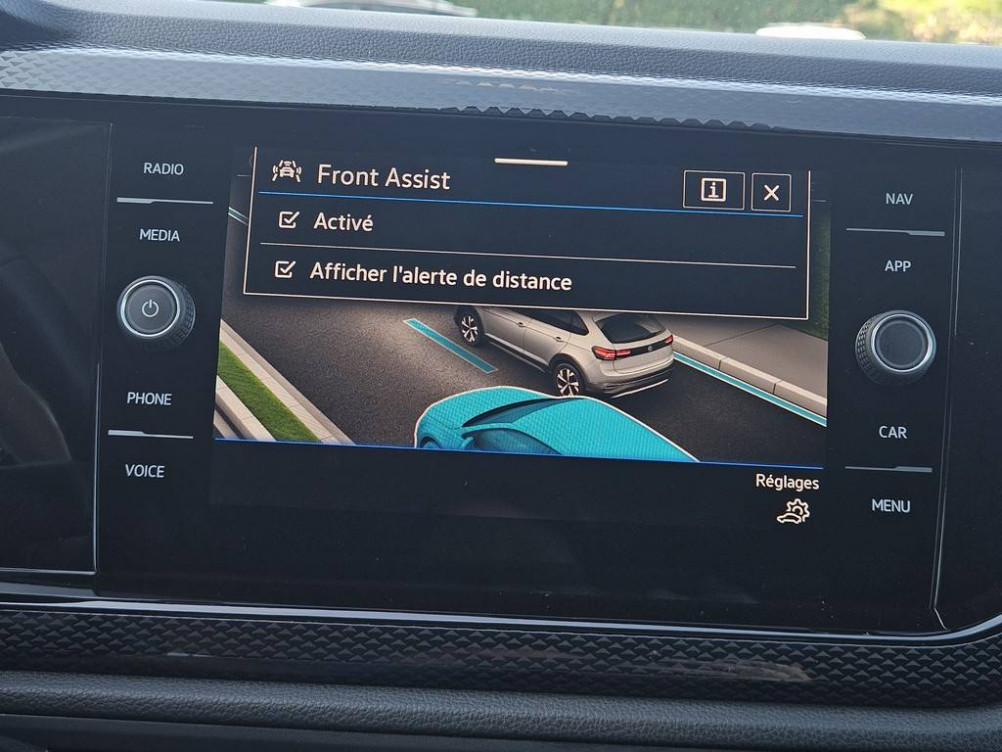 RADIO
MEDIA
PHONE
VOICE
Front Assist
Activé
Afficher l'alerte de distance
Réglages
NAV
APP
CAR
MENU